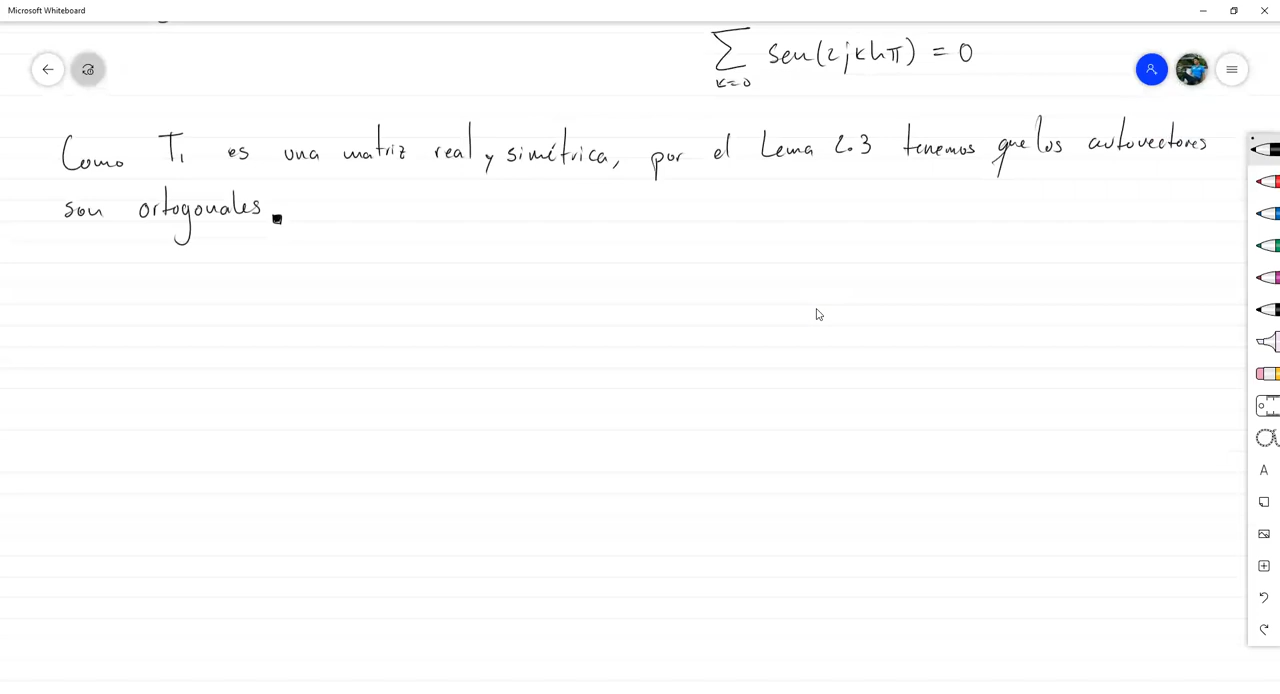 Microsoft Whiteboard
∑ sen(2jkhπ) = 0
k=0
Como T₁ es una matriz real y simétrica, por el Lema 2.3 tenemos que los autovectores
son ortogonales.
A